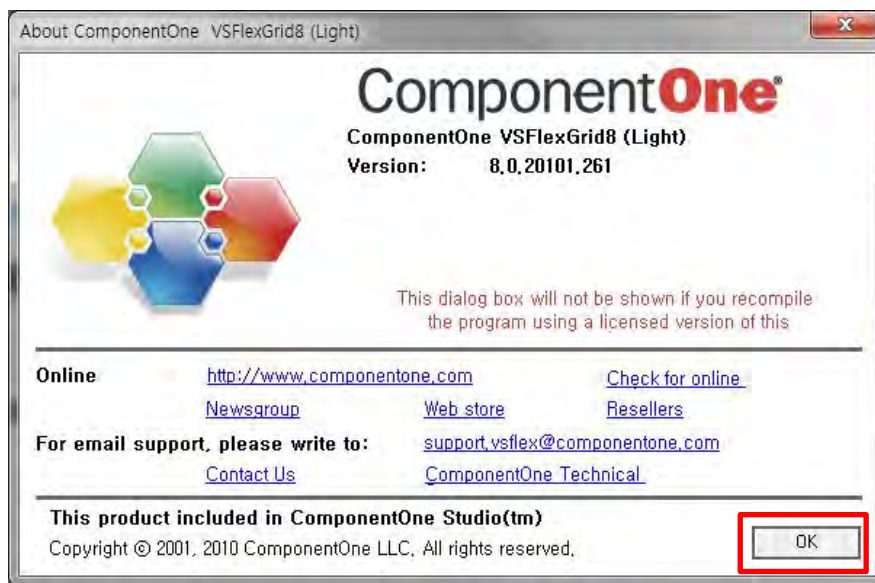 About ComponentOne VSFlexGrid8 (Light)
x
ComponentOne®
ComponentOne VSFlexGrid8 (Light)
Version: 8.0.20101.261
This dialog box will not be shown if you recompile
the program using a licensed version of this
Online http://www.componentone.com Check for online
Newsgroup Web store Resellers
For email support, please write to: support.vsflex@componentone.com
Contact Us ComponentOne Technical
This product included in ComponentOne Studio(tm)
Copyright © 2001, 2010 ComponentOne LLC, All rights reserved.
OK